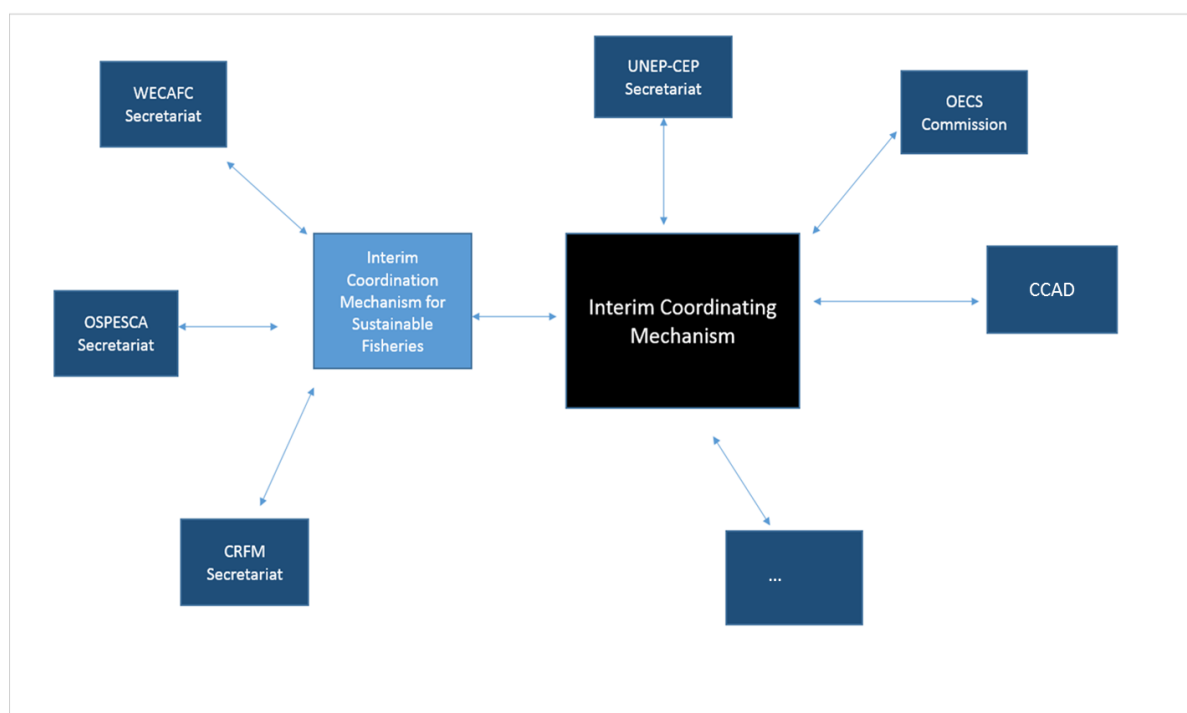 UNEP-CEP
Secretariat
WECAFC
Secretariat
OECS
Commission
Interim
Coordination
Mechanism for
Sustainable
Fisheries
Interim Coordinating
Mechanism
CCAD
OSPESCA
Secretariat
CRFM
Secretariat
...